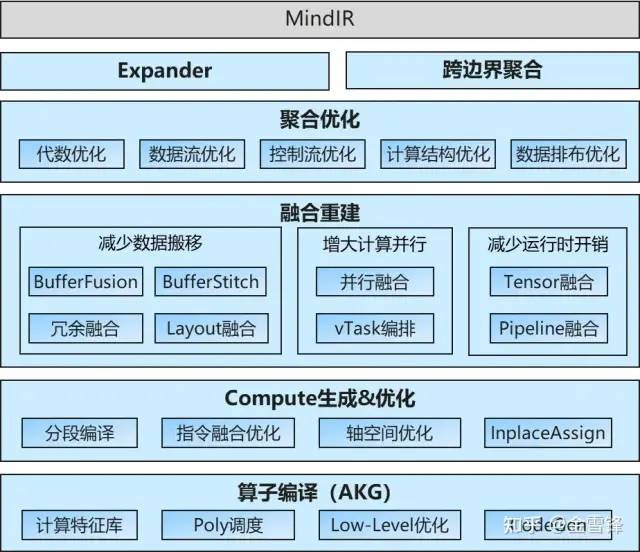 MindIR
Expander
跨边界聚合
聚合优化
代数优化 数据流优化 控制流优化 计算结构优化 数据排布优化
融合重建
减少数据搬移 增大计算并行 减少运行时开销
BufferFusion BufferStitch 并行融合 Tensor融合
冗余融合 Layout融合 vTask编排 Pipeline融合
Compute生成&优化
分段编译 指令融合优化 轴空间优化 InplaceAssign
算子编译（AKG）
计算特征库 Poly调度 Low-Level优化 CodeGen
知乎 @金雪锋